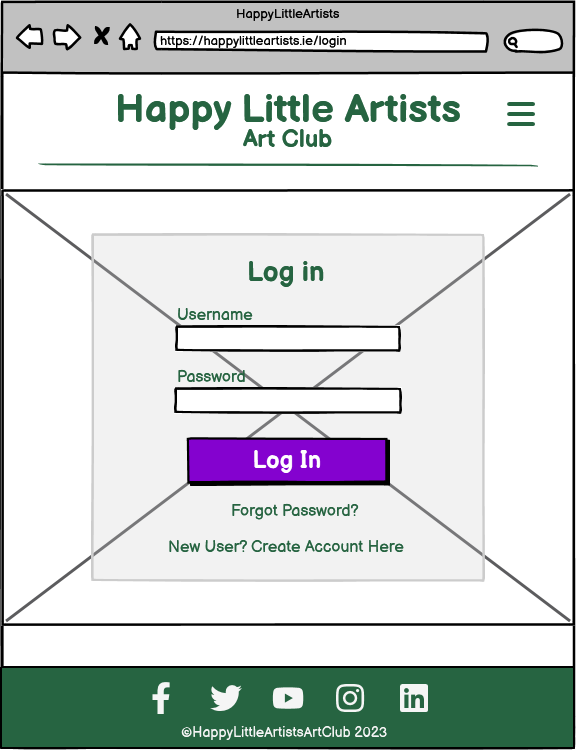 HappyLittleArtists
https://happylittleartists.ie/login
Happy Little Artists
Art Club
Log in
Username
Password
Log In
Forgot Password?
New User? Create Account Here
©HappyLittleArtistsArtClub 2023